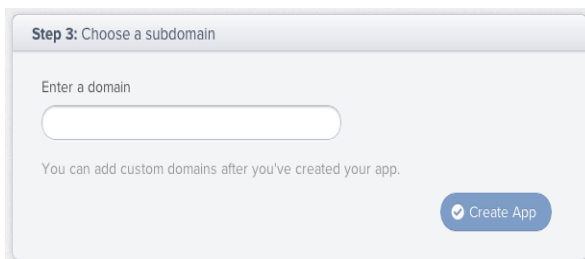 Step 3: Choose a subdomain
Enter a domain
You can add custom domains after you've created your app.
Create App